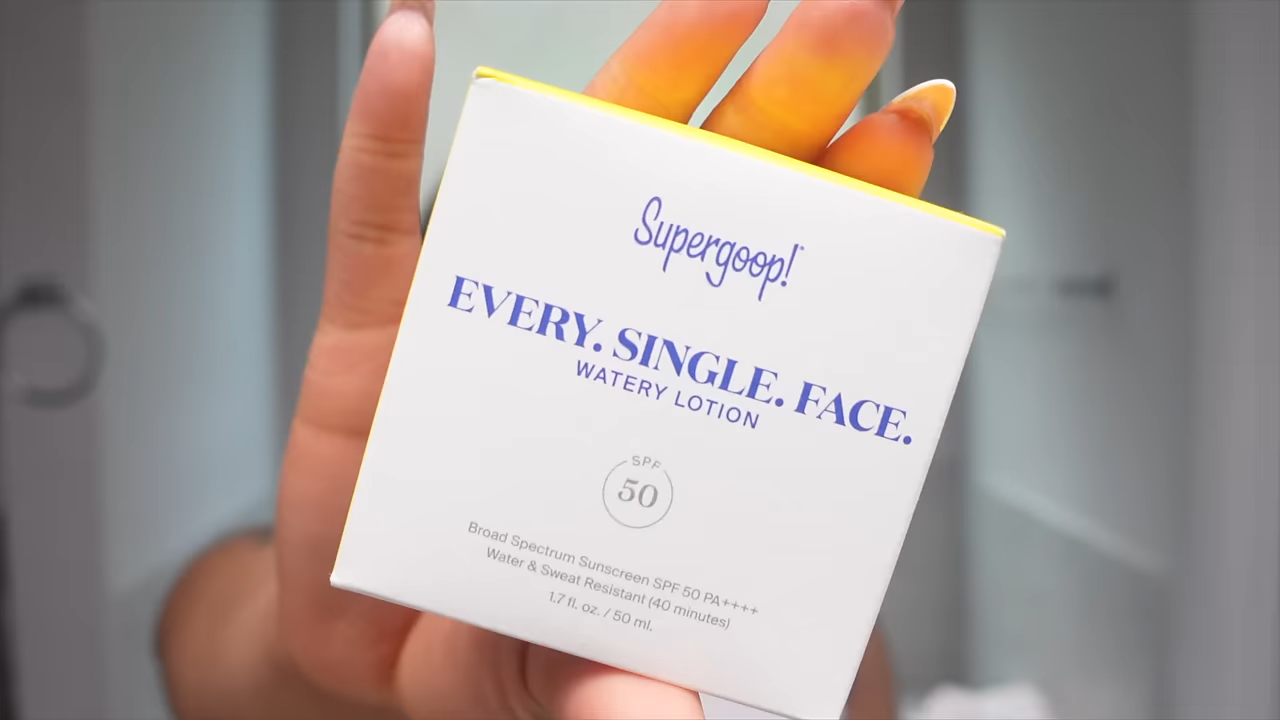 Supergoop!
EVERY. SINGLE. FACE.
WATERY LOTION
SPF
50
Broad Spectrum Sunscreen SPF 50 PA++++
Water & Sweat Resistant (40 minutes)
1.7 fl. oz. / 50 ml.